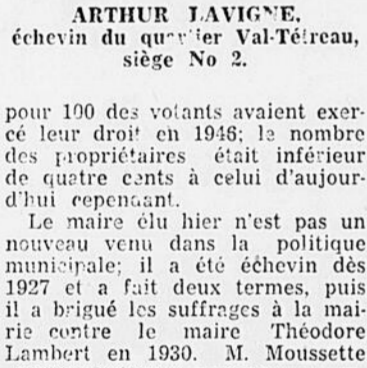 ARTHUR LAVIGNE,
échevin du quartier Val-Tétreau,
siège No 2.
pour 100 des votants avaient exer-
cé leur droit en 1946; le nombre
des propriétaires était inférieur
de quatre cents à celui d'aujour-
d'hui cependant.
Le maire élu hier n'est pas un
nouveau venu dans la politique
municipale; il a été échevin dès
1927 et a fait deux termes, puis
il a brigué les suffrages à la mai-
rie contre le maire Théodore
Lambert en 1930. M. Moussette